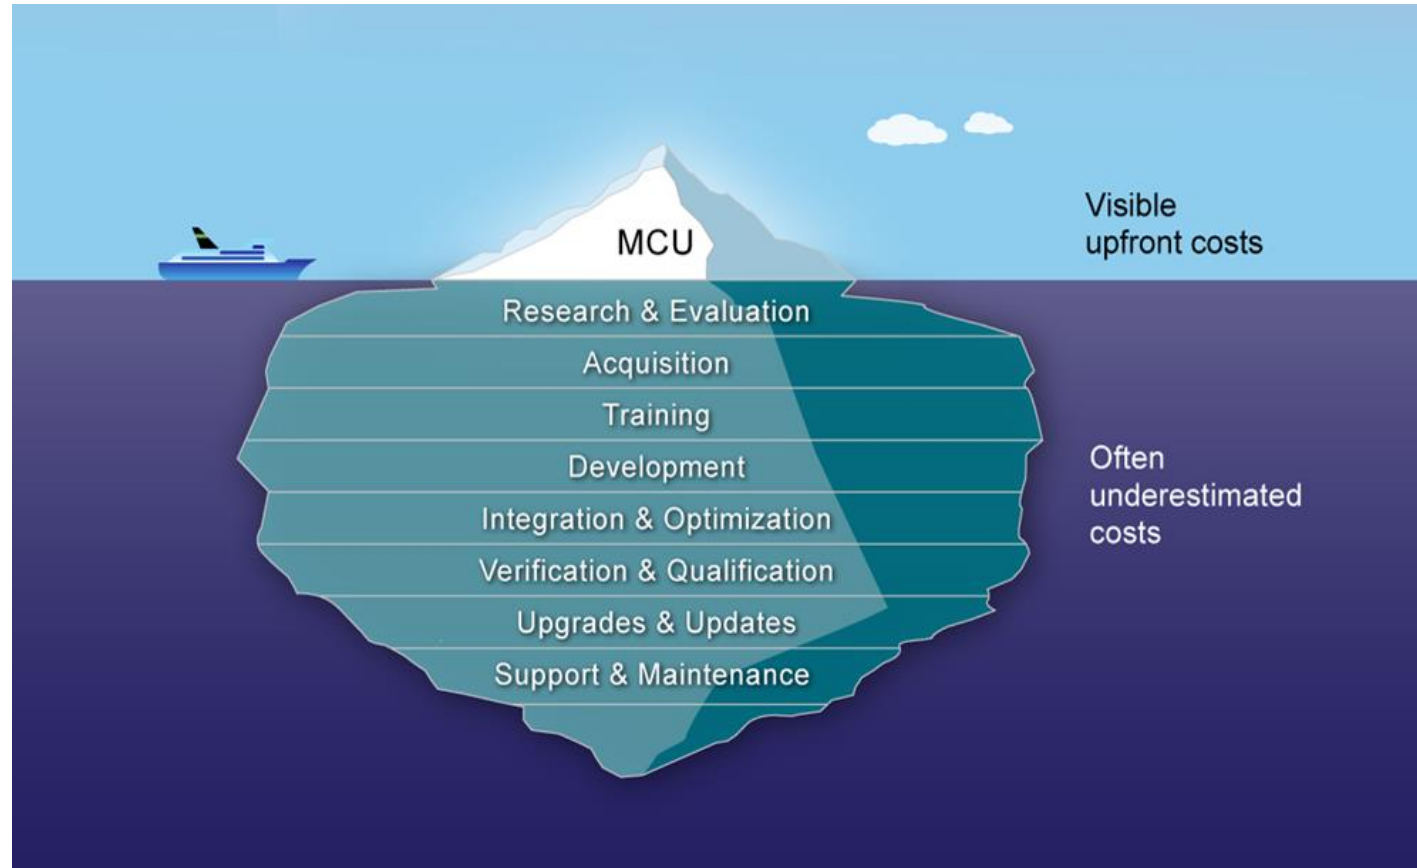 Visible
upfront costs
MCU
Research & Evaluation
Acquisition
Training
Development
Often
underestimated
costs
Integration & Optimization
Verification & Qualification
Upgrades & Updates
Support & Maintenance